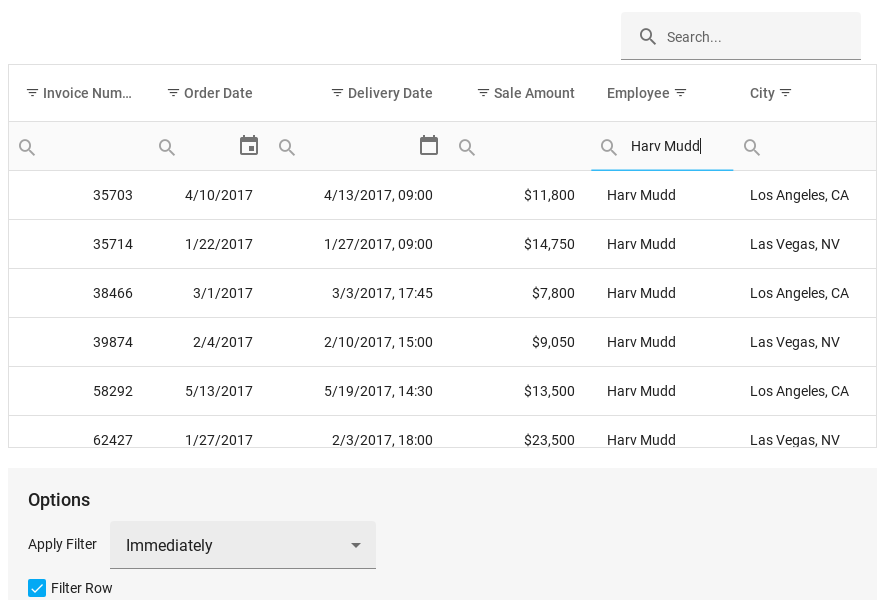 Search...
Invoice Num... Order Date Delivery Date Sale Amount Employee City
Harv Mudd
35703 4/10/2017 4/13/2017, 09:00 $11,800 Harv Mudd Los Angeles, CA
35714 1/22/2017 1/27/2017, 09:00 $14,750 Harv Mudd Las Vegas, NV
38466 3/1/2017 3/3/2017, 17:45 $7,800 Harv Mudd Los Angeles, CA
39874 2/4/2017 2/10/2017, 15:00 $9,050 Harv Mudd Las Vegas, NV
58292 5/13/2017 5/19/2017, 14:30 $13,500 Harv Mudd Los Angeles, CA
62427 1/27/2017 2/3/2017, 18:00 $23,500 Harv Mudd Las Vegas, NV
Options
Apply Filter Immediately
Filter Row